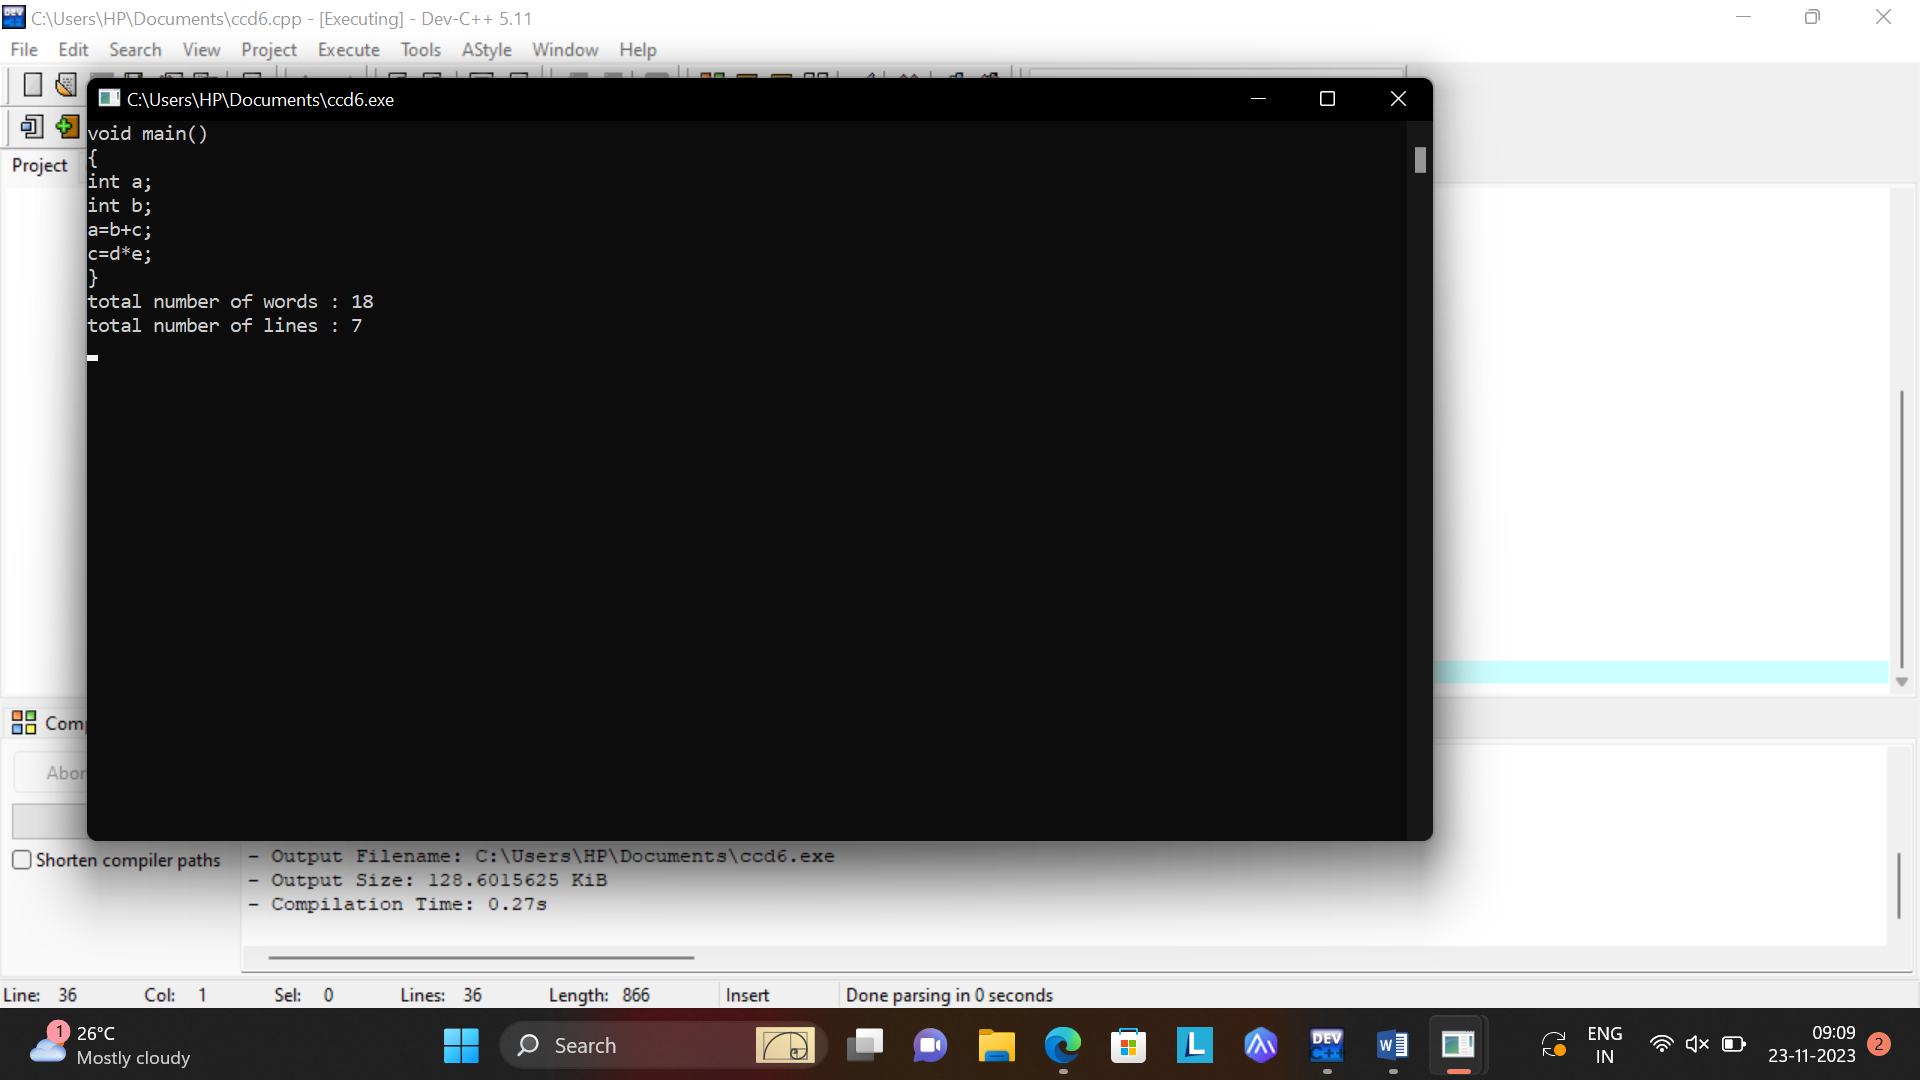 C:\Users\HP\Documents\ccd6.cpp - [Executing] - Dev-C++ 5.11
File Edit Search View Project Execute Tools AStyle Window Help
C:\Users\HP\Documents\ccd6.exe
Project
void main()
{
int a;
int b;
a=b+c;
c=d*e;
}
total number of words : 18
total number of lines : 7
Shorten compiler paths
- Output Filename: C:\Users\HP\Documents\ccd6.exe
- Output Size: 128.6015625 KiB
- Compilation Time: 0.27s
Line: 36 Col: 1 Sel: 0 Lines: 36 Length: 866 Insert Done parsing in 0 seconds
1 26°C
Mostly cloudy
Search
DEV C++
W
L
ENG
IN
09:09
23-11-2023
2